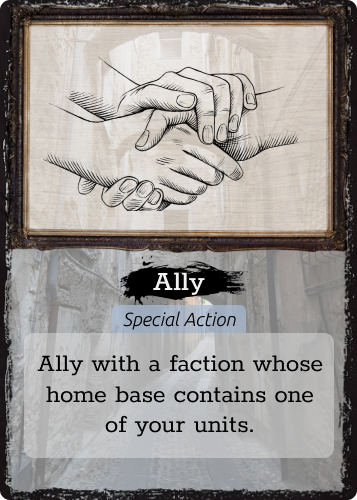 Ally
Special Action
Ally with a faction whose
home base contains one
of your units.